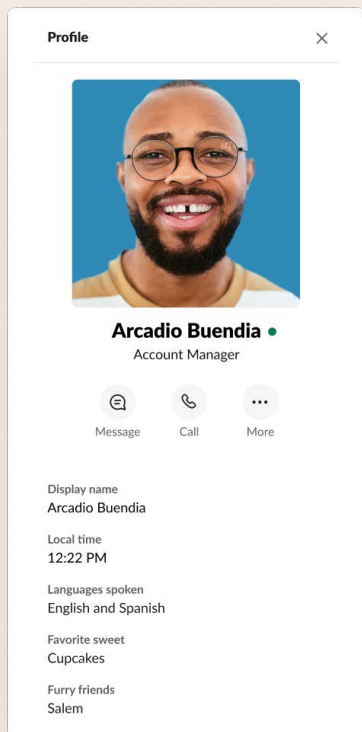 Profile
Arcadio Buendia
Account Manager
Message Call More
Display name
Arcadio Buendia
Local time
12:22 PM
Languages spoken
English and Spanish
Favorite sweet
Cupcakes
Furry friends
Salem